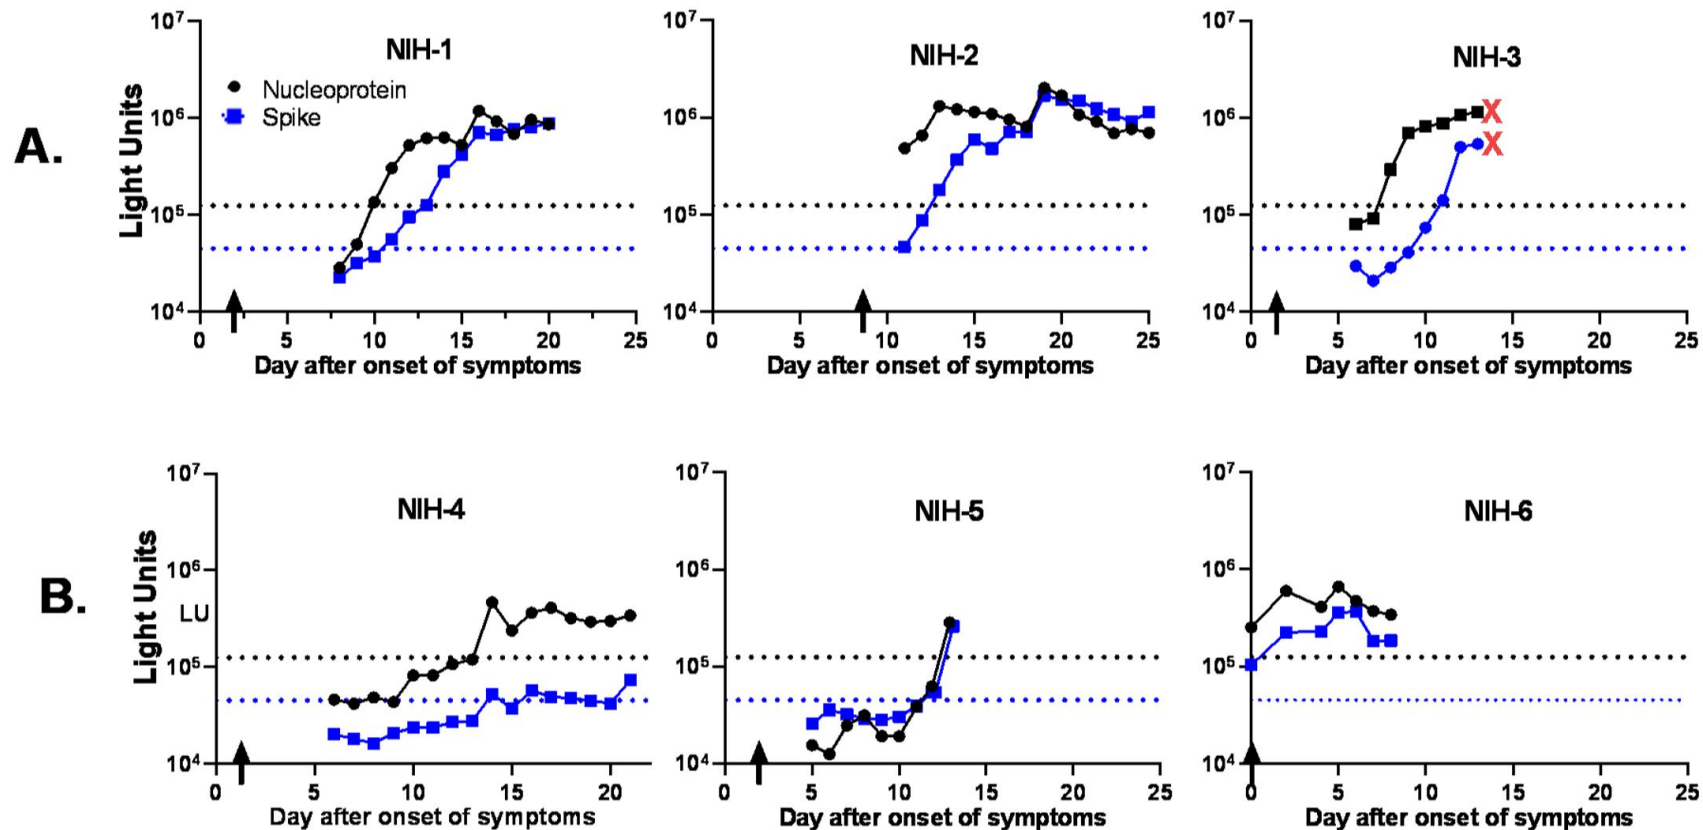 A.
NIH-1
NIH-2
NIH-3
Nucleoprotein
Spike
Light Units
10⁷
10⁶
10⁵
10⁴
0 5 10 15 20 25
Day after onset of symptoms
10⁷
10⁶
10⁵
10⁴
0 5 10 15 20 25
Day after onset of symptoms
10⁷
10⁶
10⁵
10⁴
X
X
0 5 10 15 20 25
Day after onset of symptoms
B.
NIH-4
NIH-5
NIH-6
Light Units
LU
10⁷
10⁶
10⁵
10⁴
0 5 10 15 20
Day after onset of symptoms
10⁷
10⁶
10⁵
10⁴
0 5 10 15 20 25
Day after onset of symptoms
10⁷
10⁶
10⁵
10⁴
0 5 10 15 20 25
Day after onset of symptoms